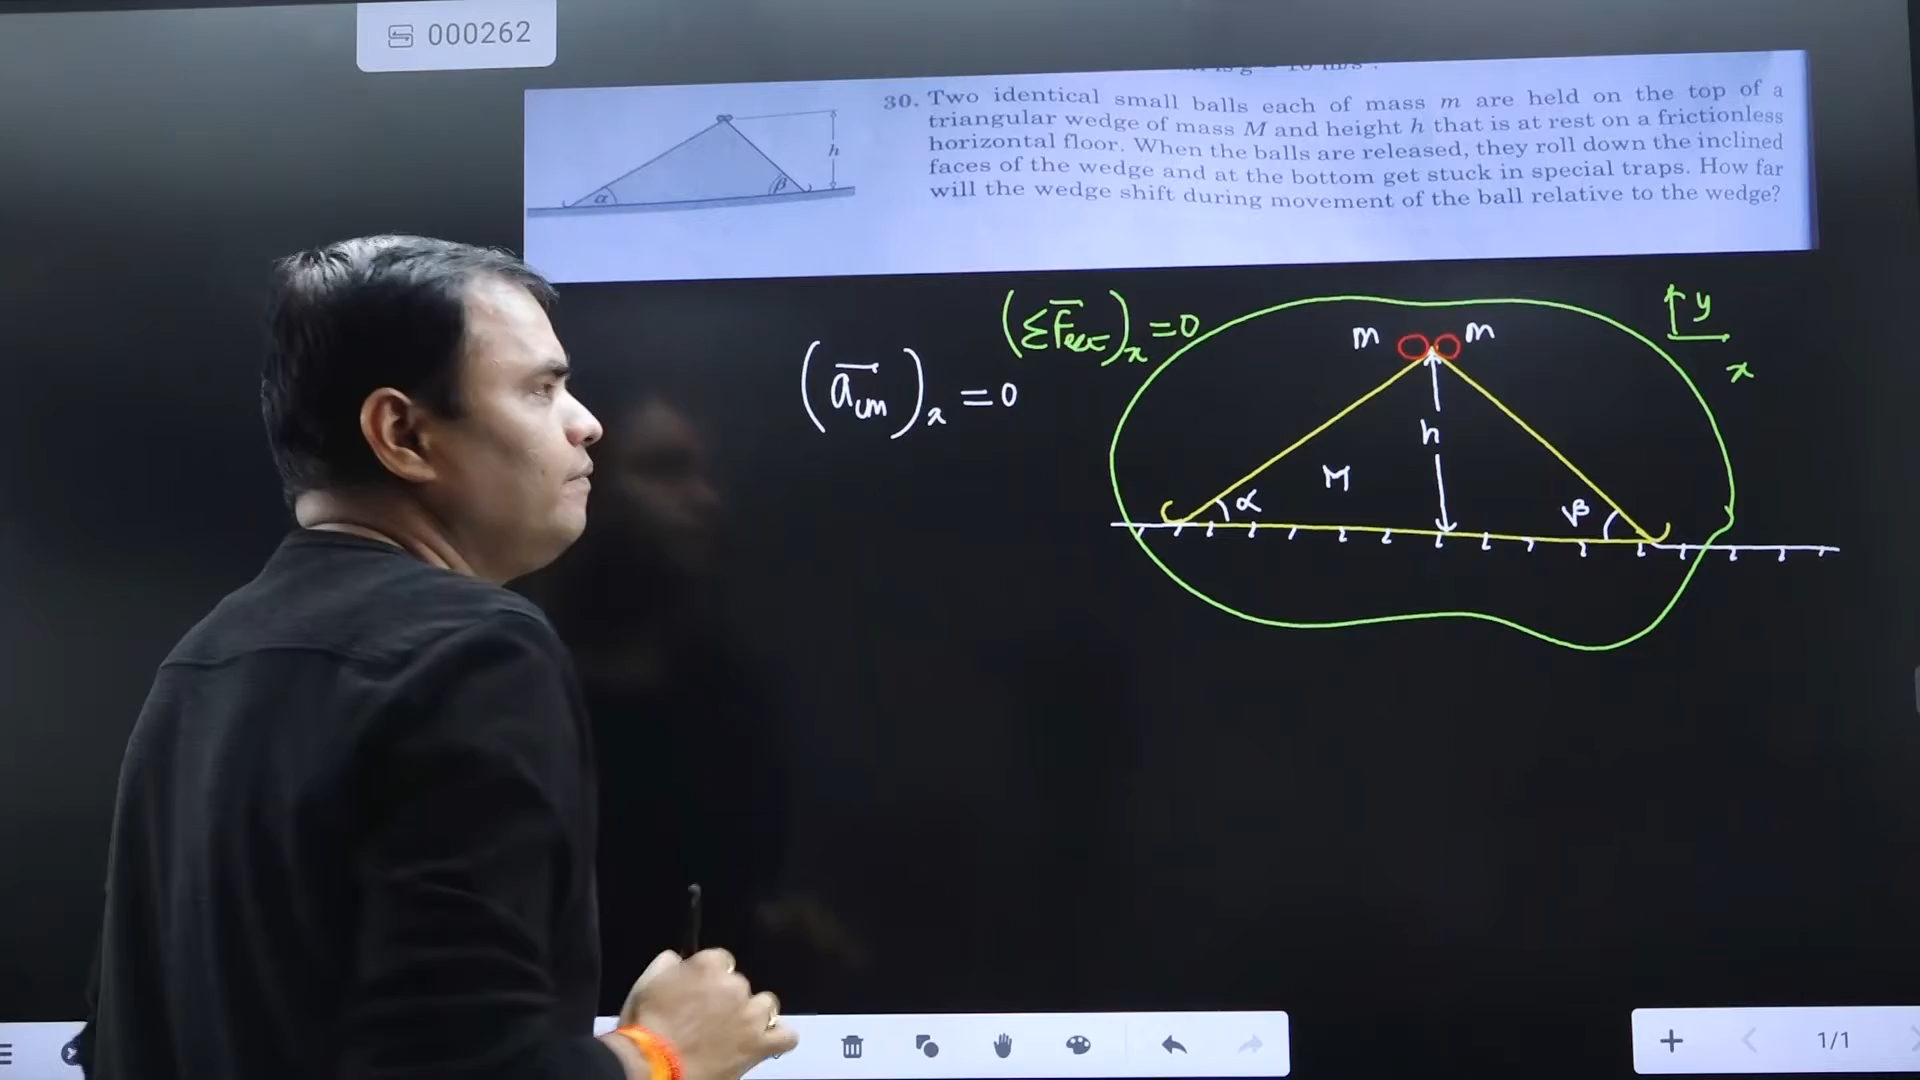 000262
30. Two identical small balls each of mass m are held on the top of a
triangular wedge of mass M and height h that is at rest on a frictionless
horizontal floor. When the balls are released, they roll down the inclined
faces of the wedge and at the bottom get stuck in special traps. How far
will the wedge shift during movement of the ball relative to the wedge?
h
α
β
(ΣF̅ext)x = 0
(a̅cm)x = 0
m
m
y
x
h
M
α
β
1/1